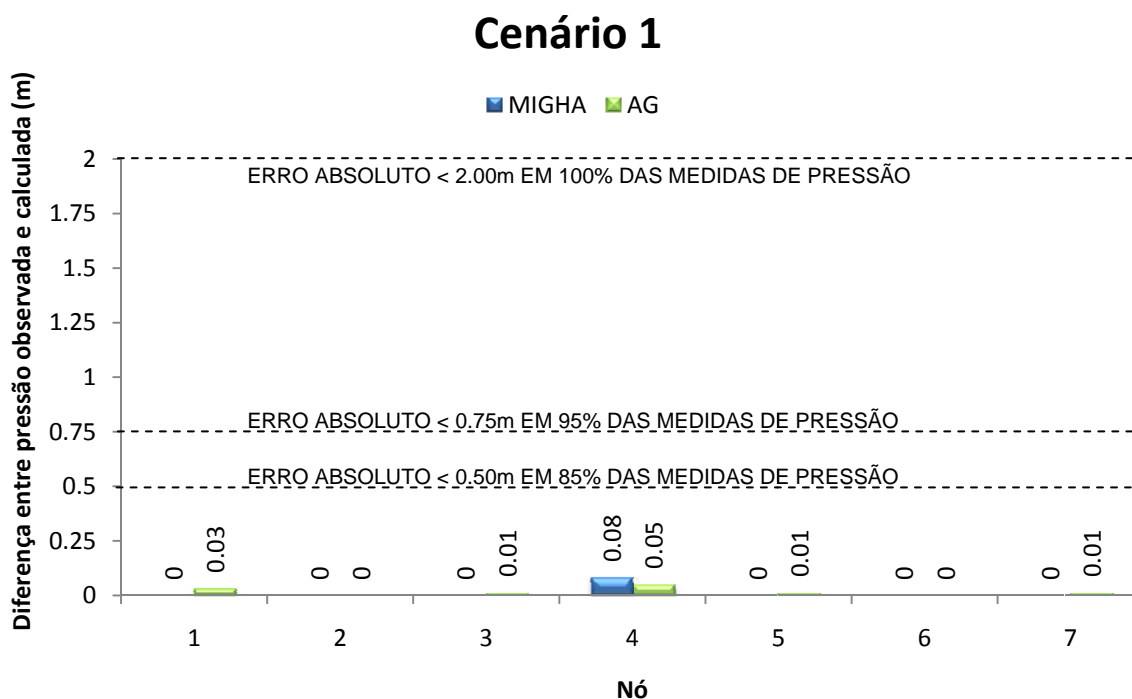 Cenário 1
MIGHA AG
Diferença entre pressão observada e calculada (m)
2
ERRO ABSOLUTO < 2.00m EM 100% DAS MEDIDAS DE PRESSÃO
1.75
1.5
1.25
1
0.75
ERRO ABSOLUTO < 0.75m EM 95% DAS MEDIDAS DE PRESSÃO
0.5
ERRO ABSOLUTO < 0.50m EM 85% DAS MEDIDAS DE PRESSÃO
0.25
0
0 0.03 0 0 0 0.01 0.08 0.05 0 0.01 0 0 0 0.01
1 2 3 4 5 6 7
Nó